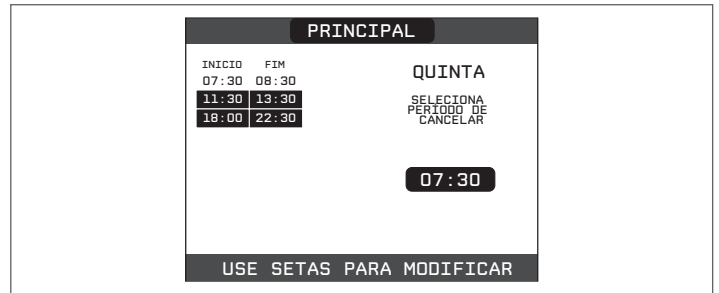 PRINCIPAL
INICIO FIM
07:30 08:30
11:30 13:30
18:00 22:30
QUINTA
SELECIONA
PERÍODO DE
CANCELAR
07:30
USE SETAS PARA MODIFICAR